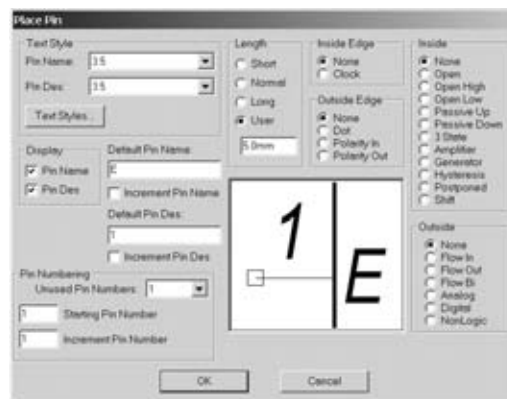 Place Pin
Text Style
Pin Name: 3.5
Pin Des: 3.5
Text Styles...
Length
Short
Normal
Long
User
5.0mm
Inside Edge
None
Clock
Outside Edge
None
Dot
Polarity In
Polarity Out
Inside
None
Open
Open High
Open Low
Passive Up
Passive Down
3 State
Amplifier
Generator
Hysteresis
Postponed
Shift
Display
Pin Name
Pin Des
Default Pin Name:
E
Increment Pin Name
Default Pin Des:
1
Increment Pin Des
1
E
Outside
None
Flow In
Flow Out
Flow Bi
Analog
Digital
NonLogic
Pin Numbering
Unused Pin Numbers: 1
1 Starting Pin Number
1 Increment Pin Number
OK
Cancel